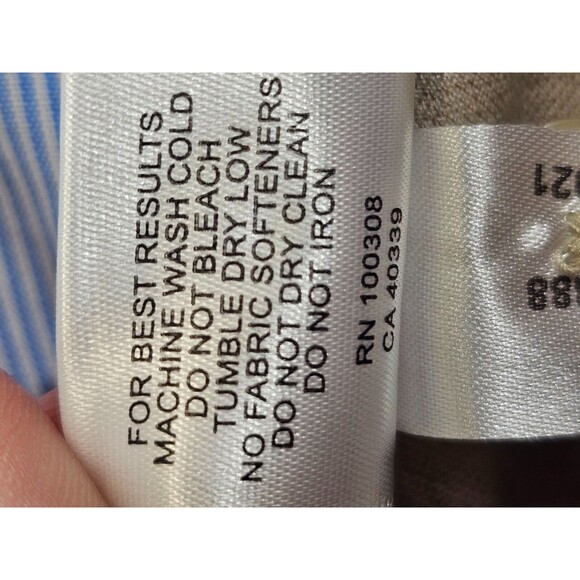 FOR BEST RESULTS
MACHINE WASH COLD
DO NOT BLEACH
TUMBLE DRY LOW
NO FABRIC SOFTENERS
DO NOT DRY CLEAN
DO NOT IRON
RN 100308
CA 40339